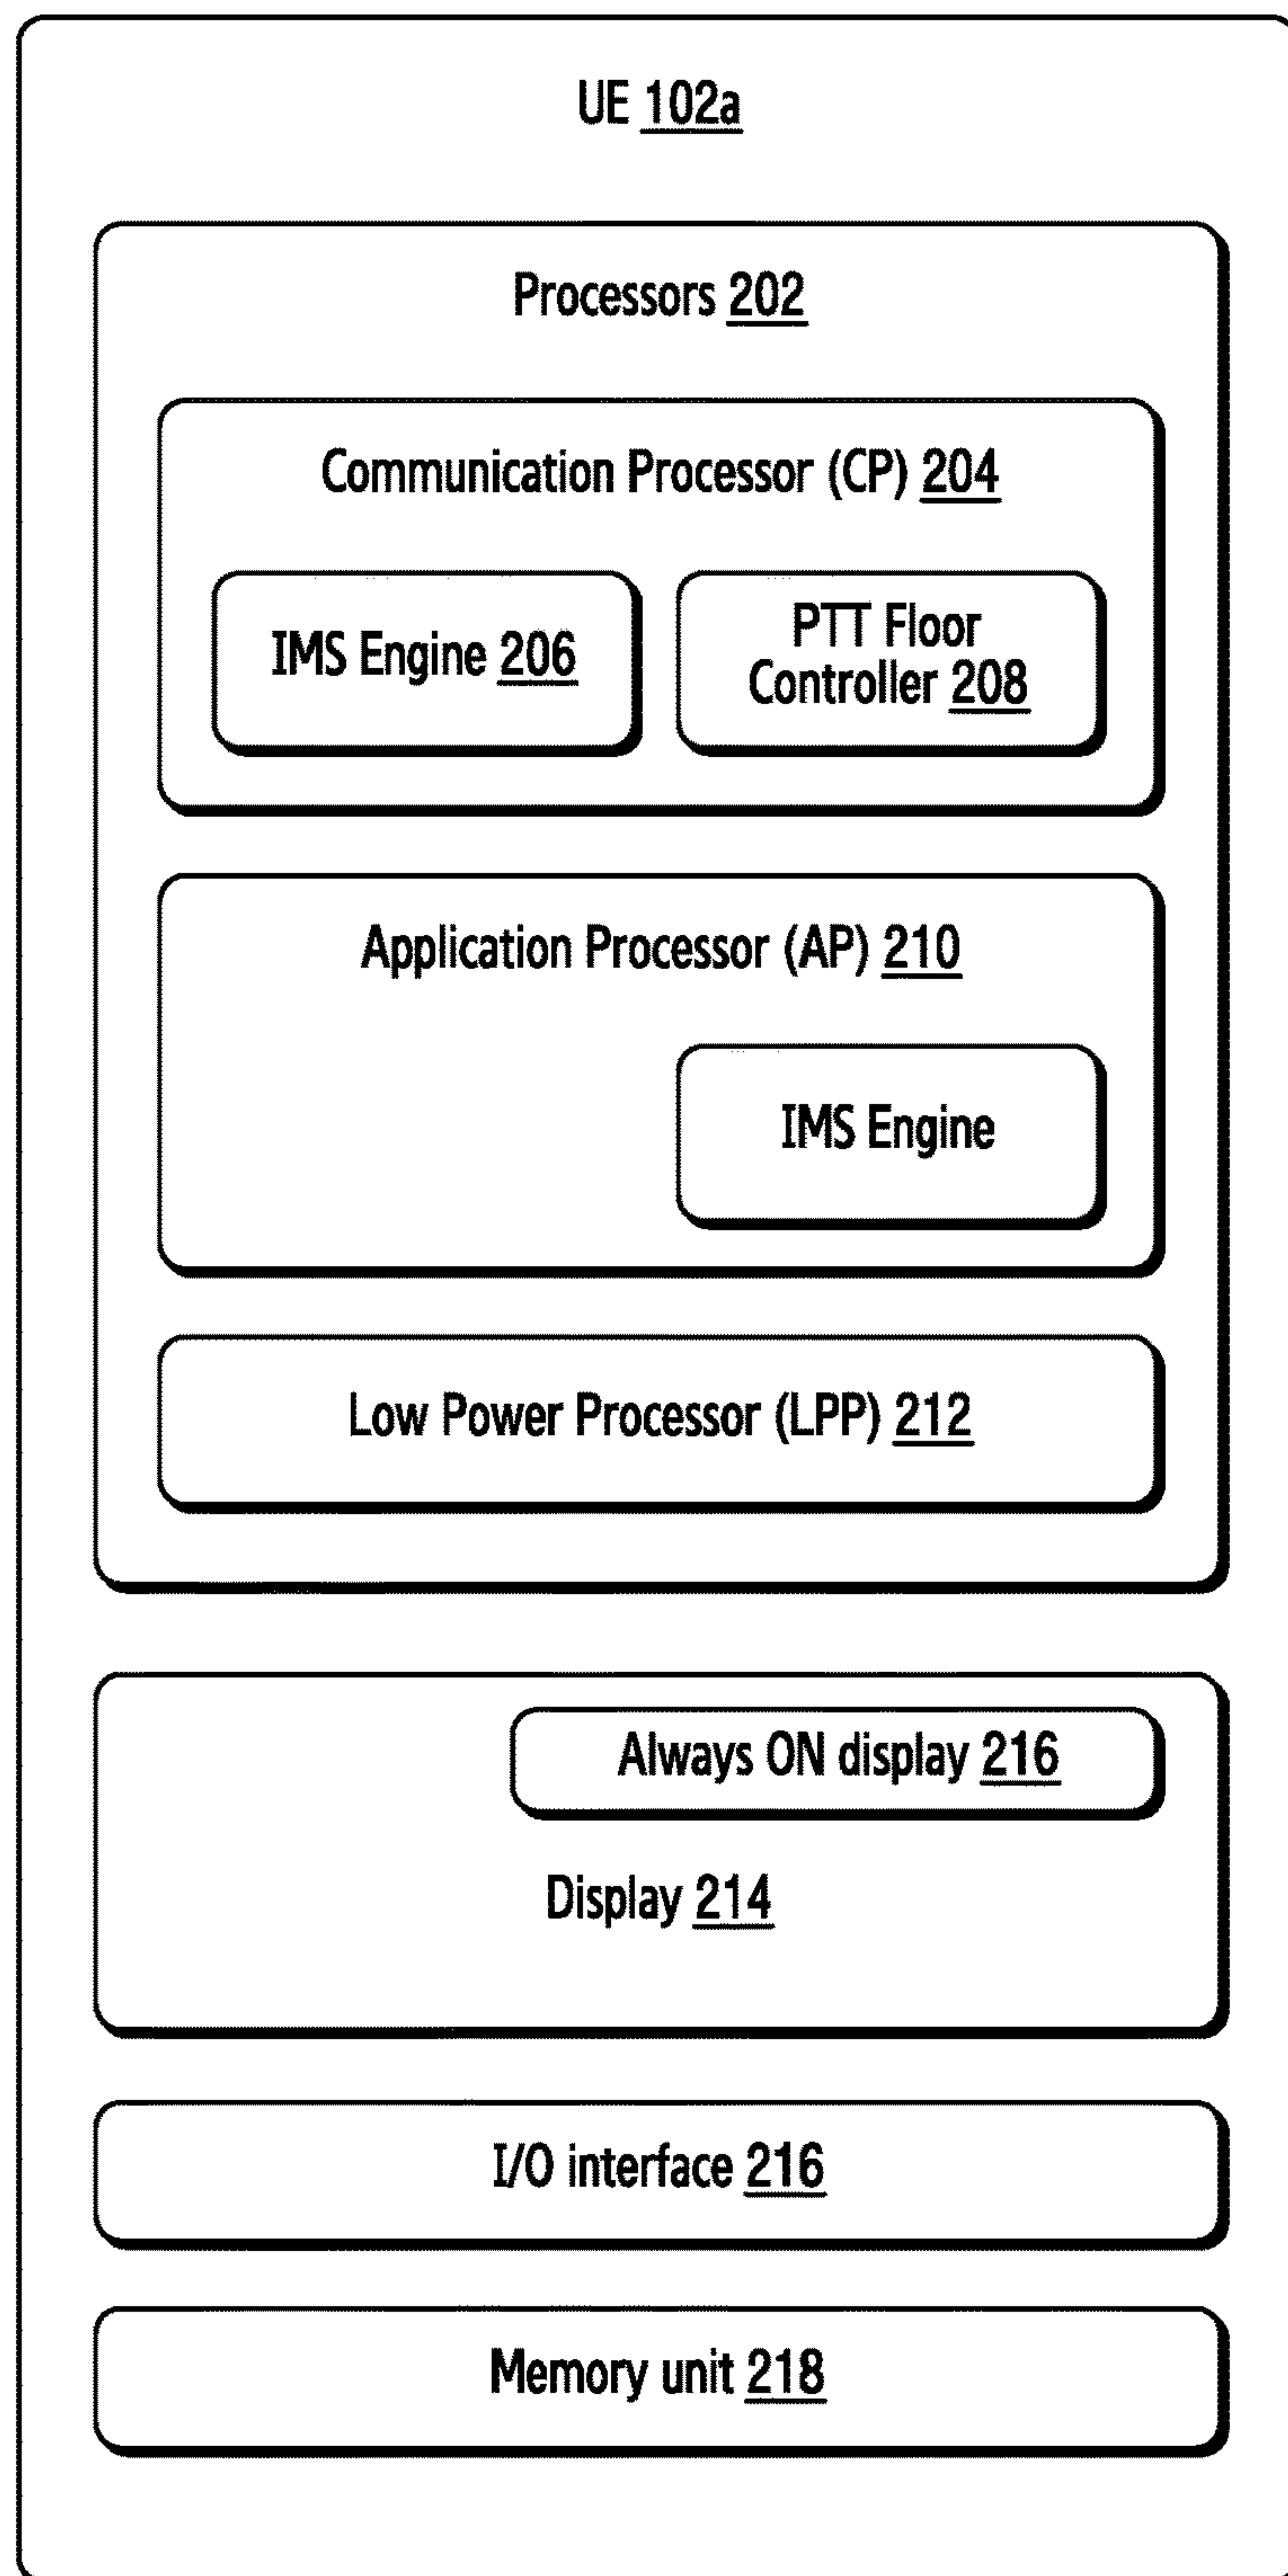 UE 102a
Processors 202
Communication Processor (CP) 204
IMS Engine 206
PTT Floor
Controller 208
Application Processor (AP) 210
IMS Engine
Low Power Processor (LPP) 212
Always ON display 216
Display 214
I/O interface 216
Memory unit 218